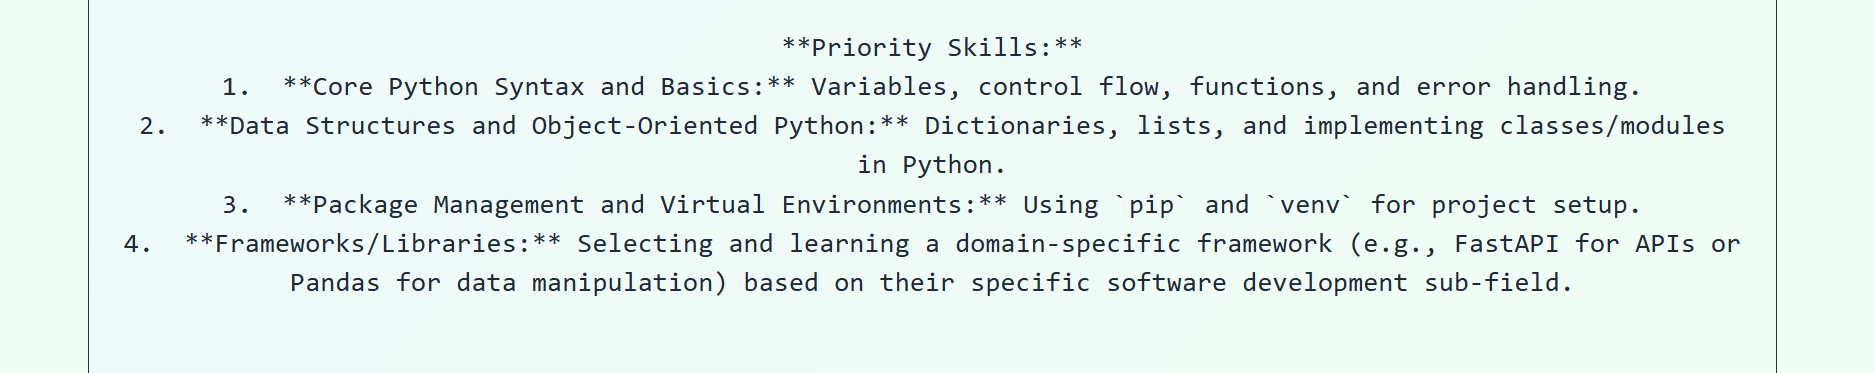 **Priority Skills:**
1.  **Core Python Syntax and Basics:** Variables, control flow, functions, and error handling.
2.  **Data Structures and Object-Oriented Python:** Dictionaries, lists, and implementing classes/modules
in Python.
3.  **Package Management and Virtual Environments:** Using `pip` and `venv` for project setup.
4.  **Frameworks/Libraries:** Selecting and learning a domain-specific framework (e.g., FastAPI for APIs or
Pandas for data manipulation) based on their specific software development sub-field.